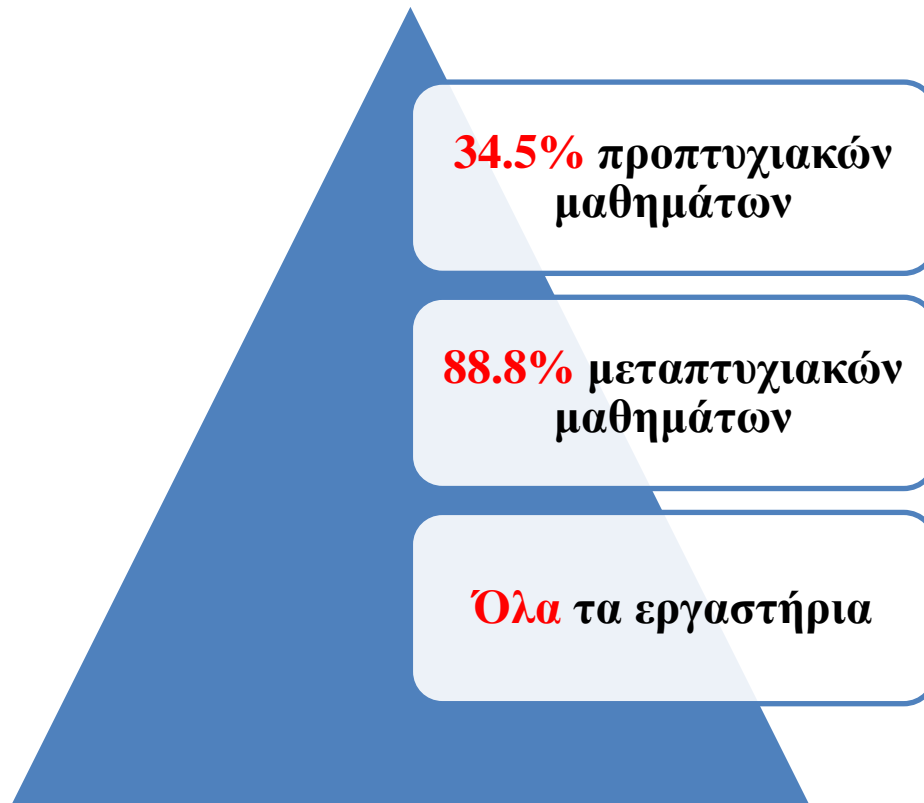 34.5% προπτυχιακών
μαθημάτων
88.8% μεταπτυχιακών
μαθημάτων
Όλα τα εργαστήρια